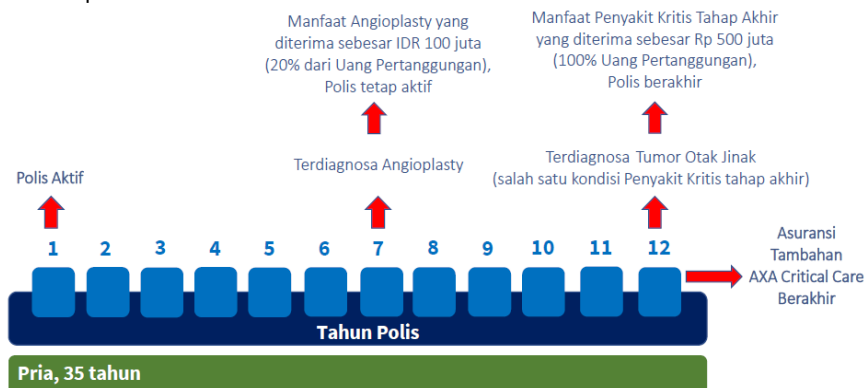 Manfaat Angioplasty yang
diterima sebesar IDR 100 juta
(20% dari Uang Pertanggungan),
Polis tetap aktif
Manfaat Penyakit Kritis Tahap Akhir
yang diterima sebesar Rp 500 juta
(100% Uang Pertanggungan),
Polis berakhir
Polis Aktif
Terdiagnosa Angioplasty
Terdiagnosa Tumor Otak Jinak
(salah satu kondisi Penyakit Kritis tahap akhir)
1 2 3 4 5 6 7 8 9 10 11 12
Asuransi
Tambahan
AXA Critical Care
Berakhir
Tahun Polis
Pria, 35 tahun